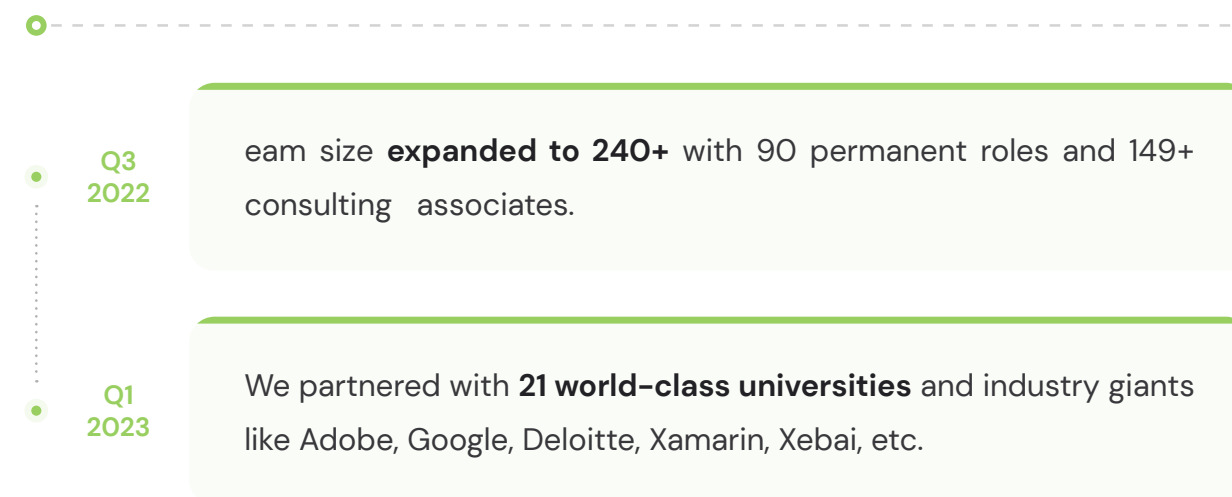 Q3
2022
eam size expanded to 240+ with 90 permanent roles and 149+
consulting associates.
Q1
2023
We partnered with 21 world-class universities and industry giants
like Adobe, Google, Deloitte, Xamarin, Xebai, etc.